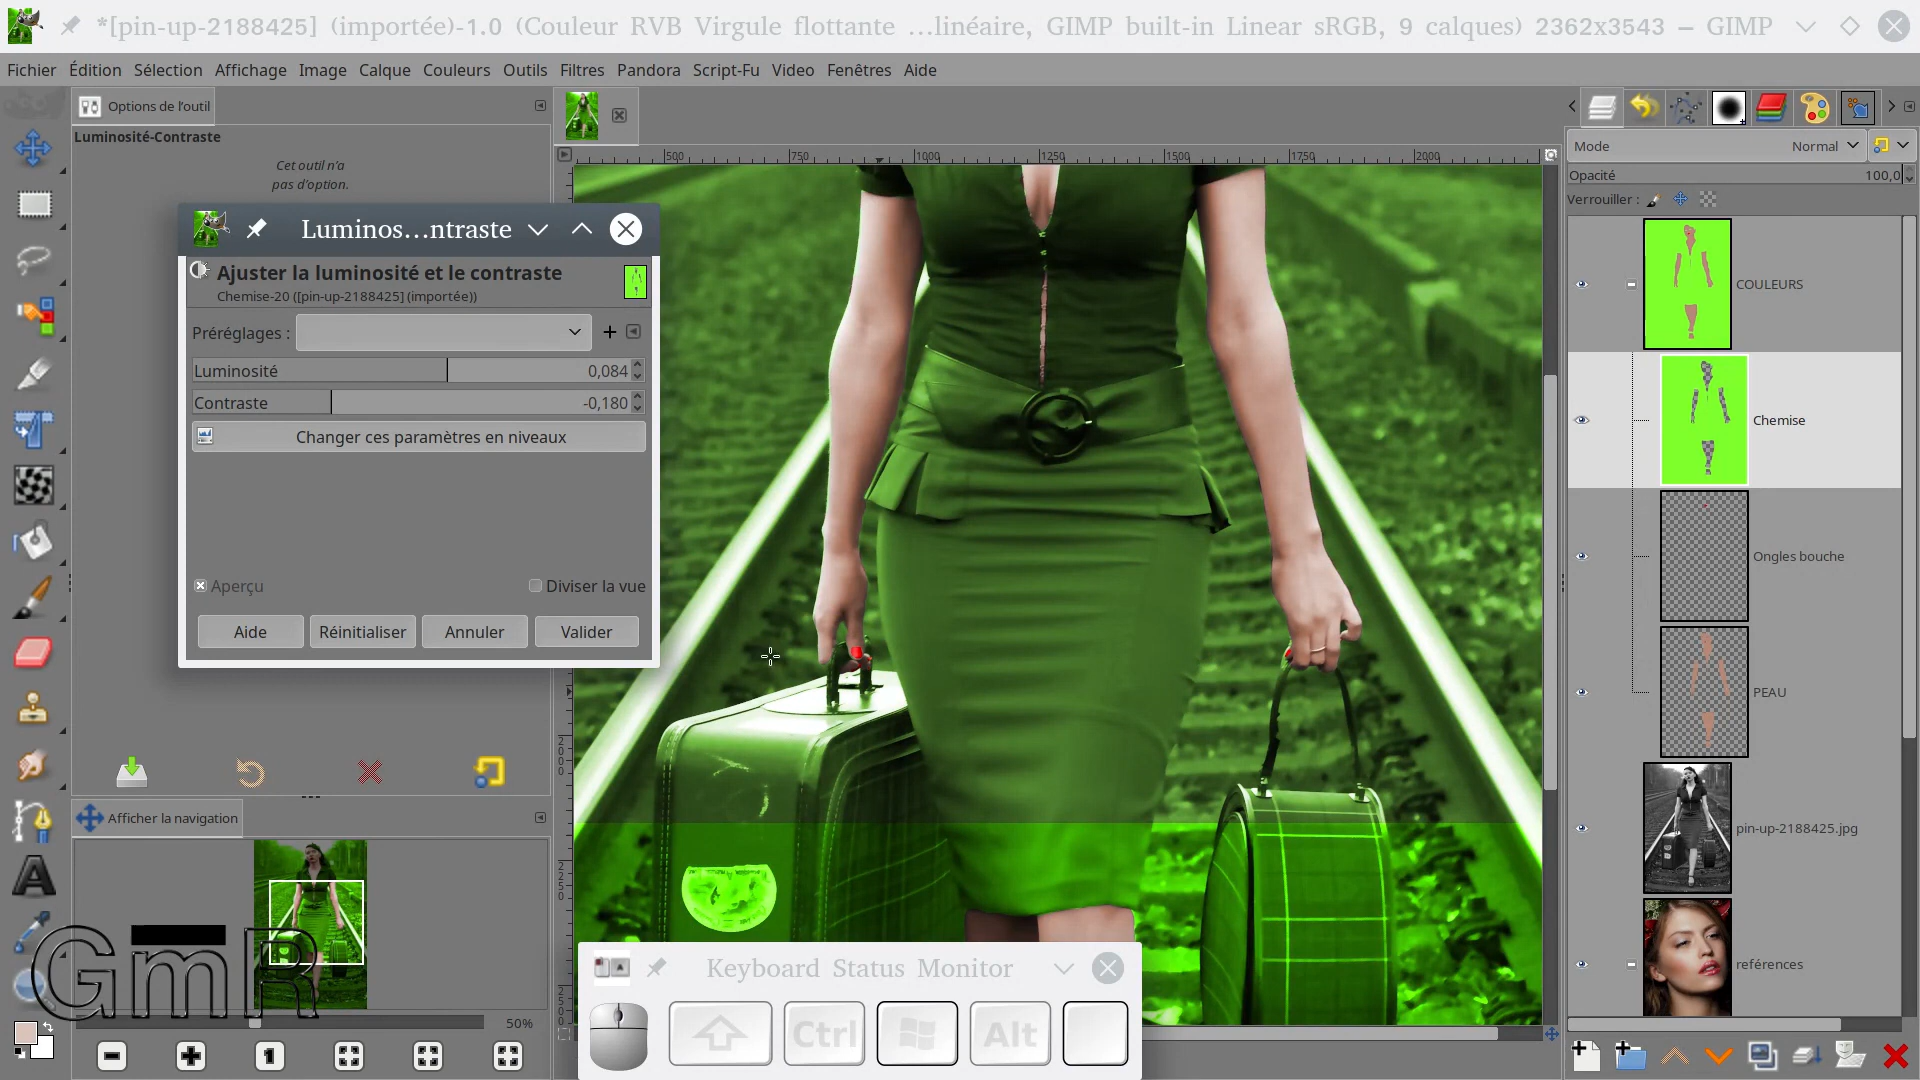 *[pin-up-2188425] (importée)-1.0 (Couleur RVB Virgule flottante ...linéaire, GIMP built-in Linear sRGB, 9 calques) 2362x3543 – GIMP
Fichier Édition Sélection Affichage Image Calque Couleurs Outils Filtres Pandora Script-Fu Video Fenêtres Aide
Options de l'outil
Luminosité-Contraste
Cet outil n'a
pas d'option.
500 750 1000 1250 1500 1750 2000
Luminos...ntraste
Ajuster la luminosité et le contraste
Chemise-20 ([pin-up-2188425] (importée))
Préréglages :
Luminosité 0,084
Contraste -0,180
Changer ces paramètres en niveaux
Aperçu
Diviser la vue
Aide Réinitialiser Annuler Valider
Afficher la navigation
GmR
50%
Mode Normal
Opacité 100,0
Verrouiller :
COULEURS
Chemise
Ongles bouche
PEAU
pin-up-2188425.jpg
reférences
Keyboard Status Monitor
Ctrl Alt